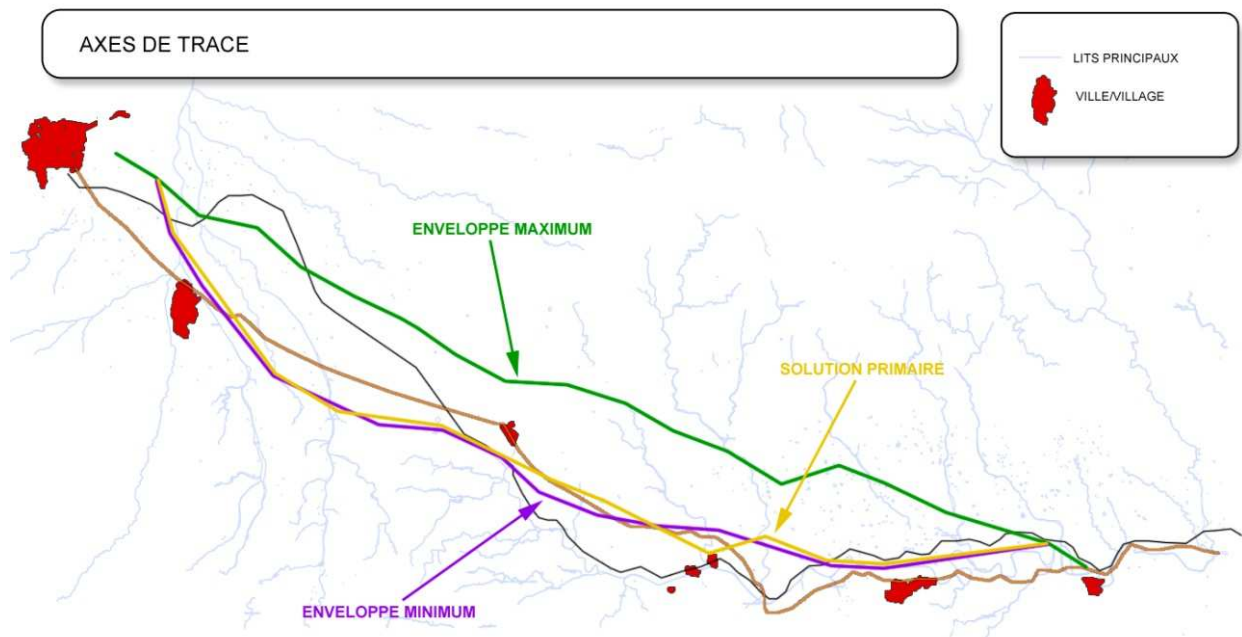 AXES DE TRACE
LITS PRINCIPAUX
VILLE/VILLAGE
ENVELOPPE MAXIMUM
SOLUTION PRIMAIRE
ENVELOPPE MINIMUM